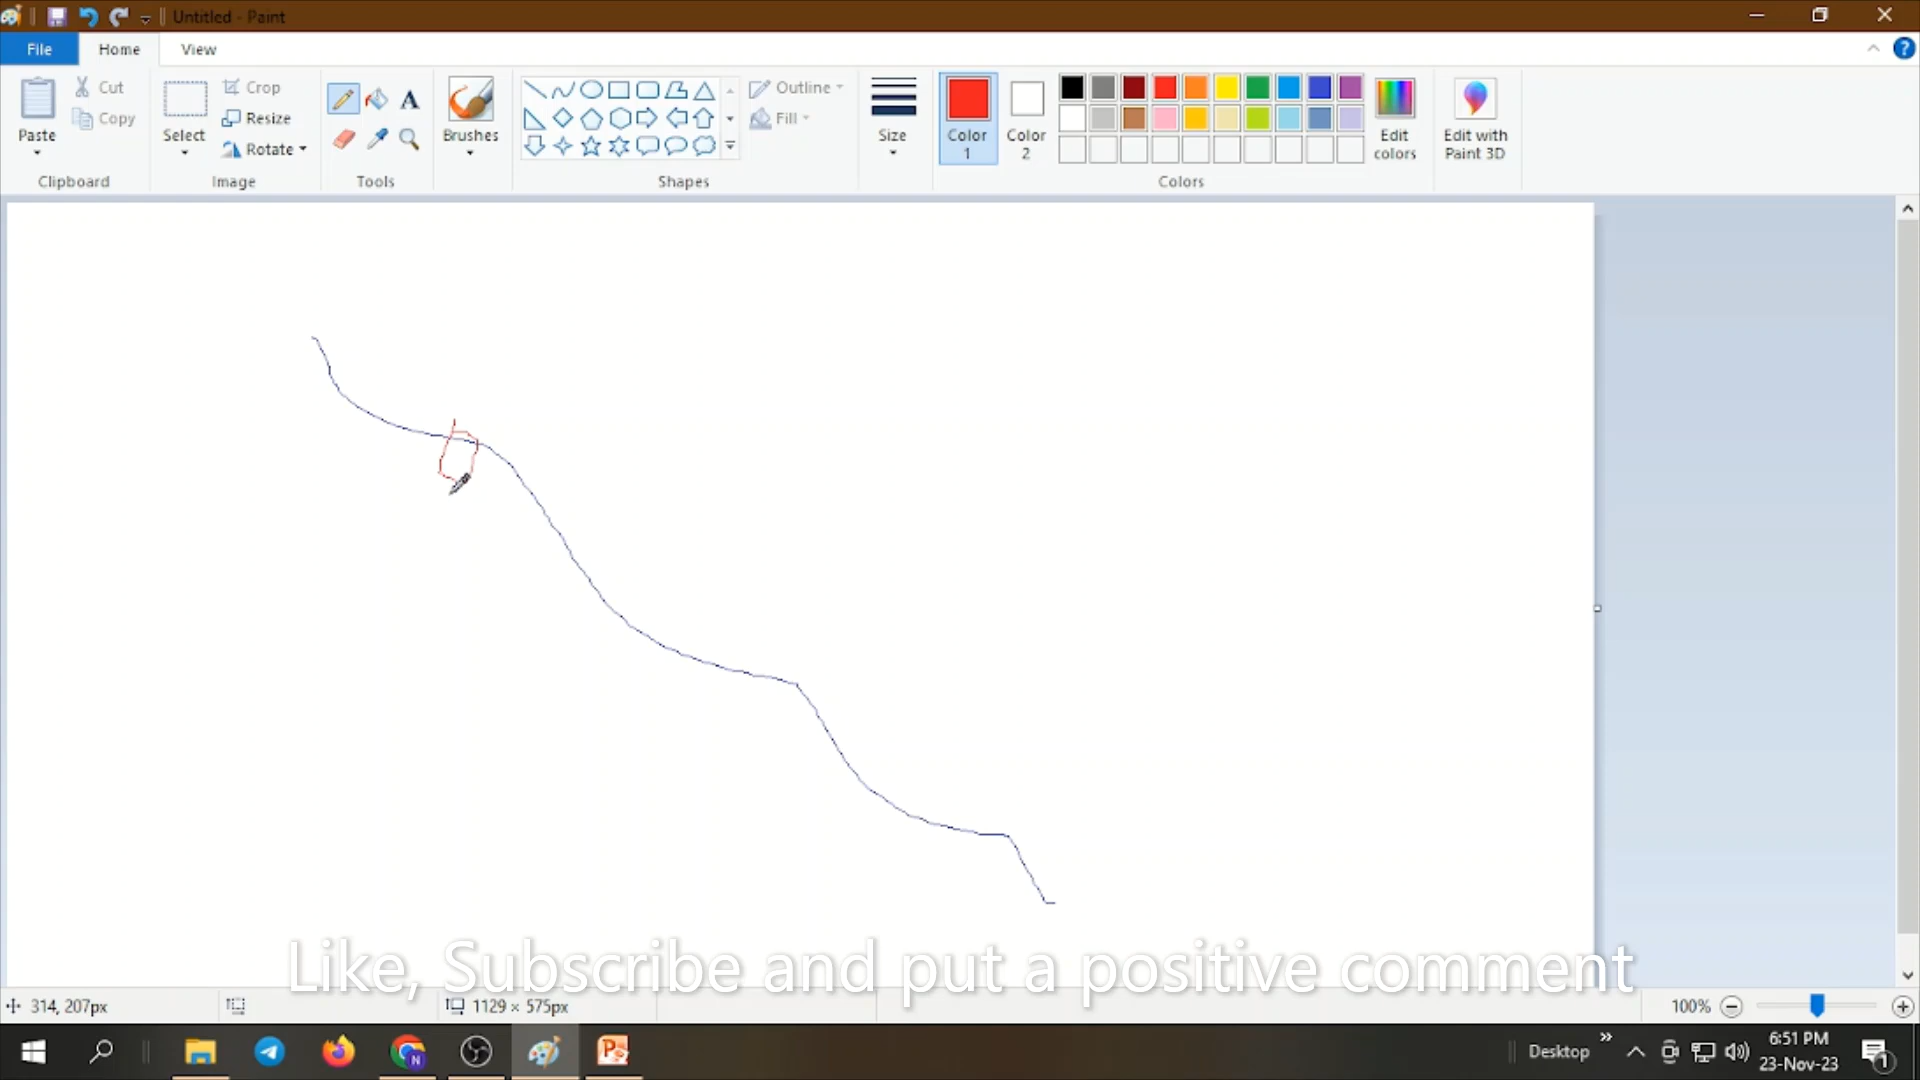 Untitled - Paint
File Home View
Paste
Cut
Copy
Clipboard
Select
Crop
Resize
Rotate
Image
A
Tools
Brushes
Shapes
Outline
Fill
Size
Color 1
Color 2
Colors
Edit colors
Edit with Paint 3D
?
Like, Subscribe and put a positive comment
314, 207px
1129 × 575px
100%
N
P
Desktop
6:51 PM
23-Nov-23
1